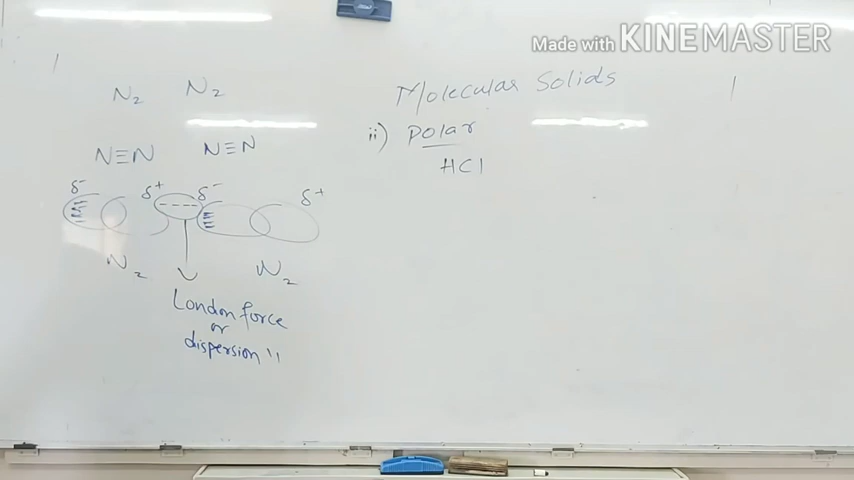 Made with KINEMASTER
N₂ N₂
N≡N N≡N
δ⁻ δ⁺ δ⁻ δ⁺
N₂ N₂
London force
or
dispersion "
Molecular Solids
ii) Polar
HCl